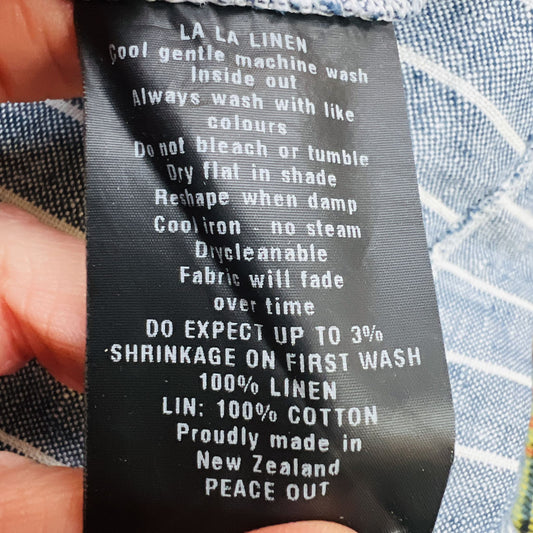 LA LA LINEN
Cool gentle machine wash
Inside out
Always wash with like
colours
Do not bleach or tumble
Dry flat in shade
Reshape when damp
Cool iron - no steam
Drycleanable
Fabric will fade
over time
DO EXPECT UP TO 3%
SHRINKAGE ON FIRST WASH
100% LINEN
LIN: 100% COTTON
Proudly made in
New Zealand
PEACE OUT